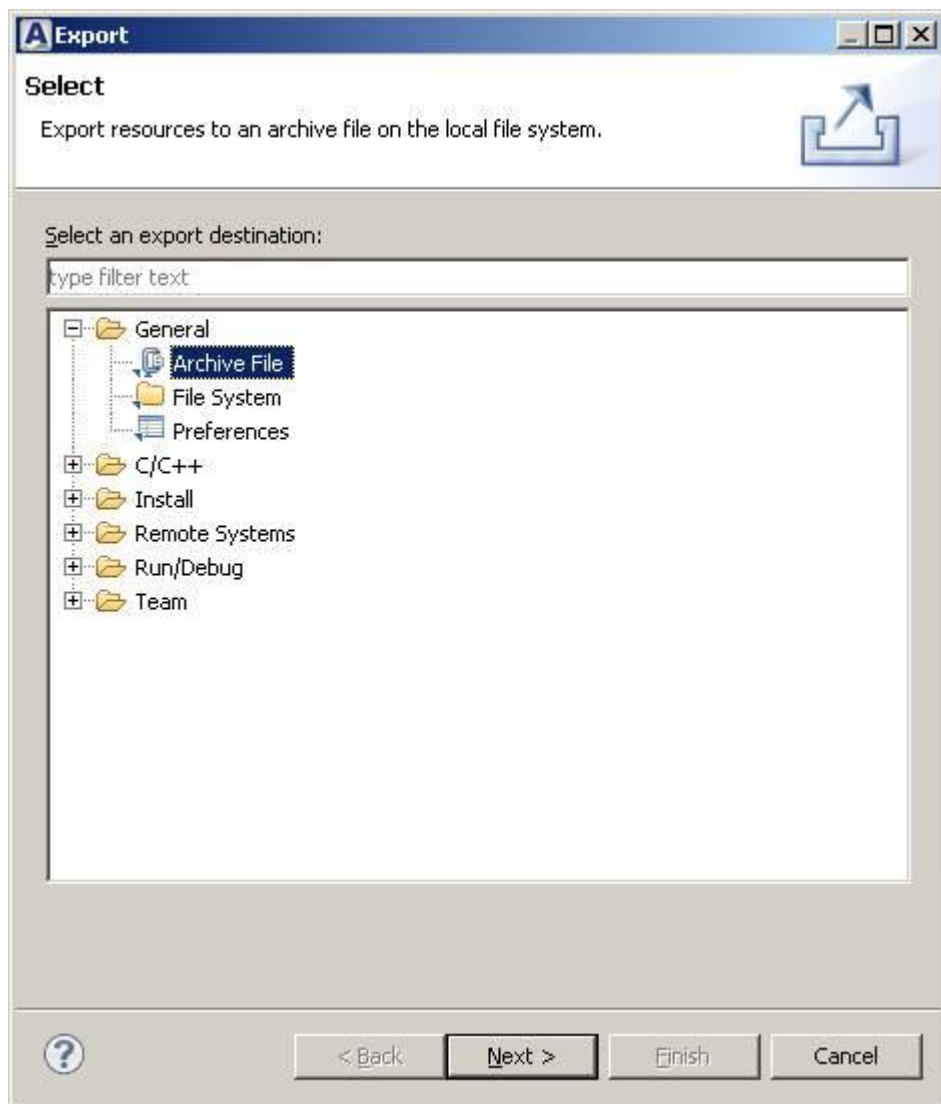 Export
Select
Export resources to an archive file on the local file system.
Select an export destination:
type filter text
General
Archive File
File System
Preferences
C/C++
Install
Remote Systems
Run/Debug
Team
?
< Back
Next >
Finish
Cancel